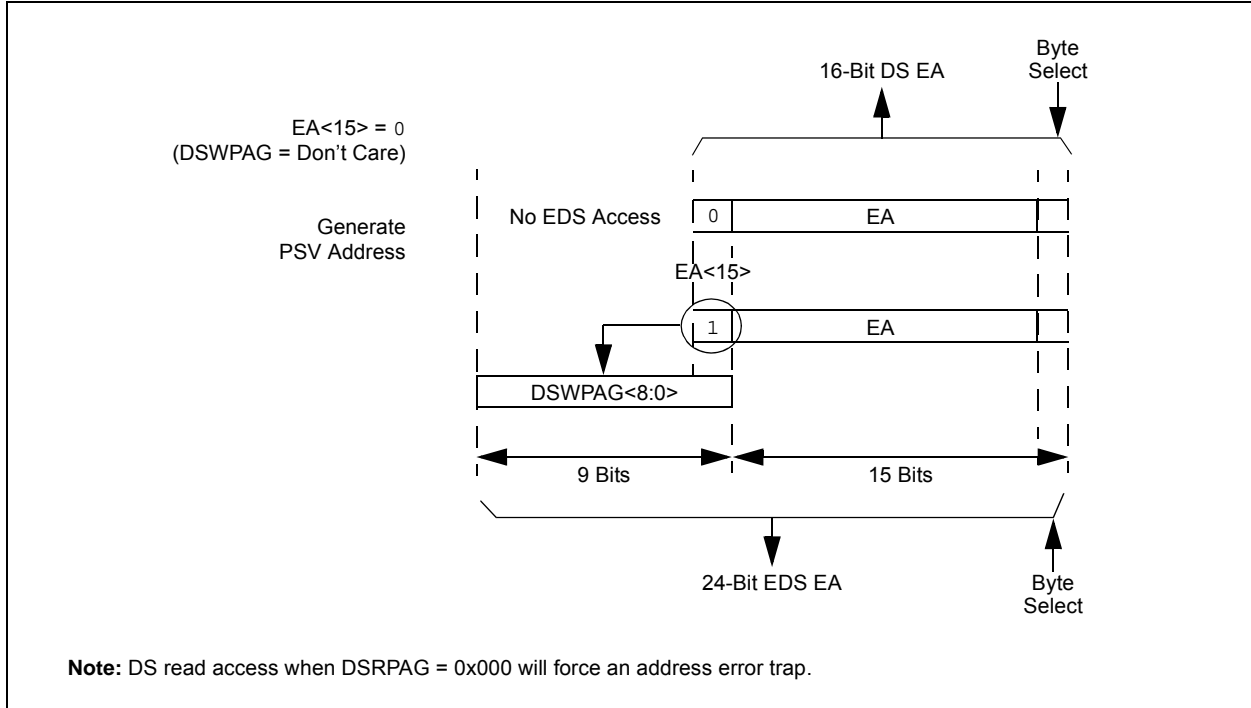 16-Bit DS EA
Byte
Select
EA<15> = 0
(DSWPAG = Don't Care)
No EDS Access
0
EA
Generate
PSV Address
EA<15>
1
EA
DSWPAG<8:0>
9 Bits
15 Bits
24-Bit EDS EA
Byte
Select
Note: DS read access when DSRPAG = 0x000 will force an address error trap.